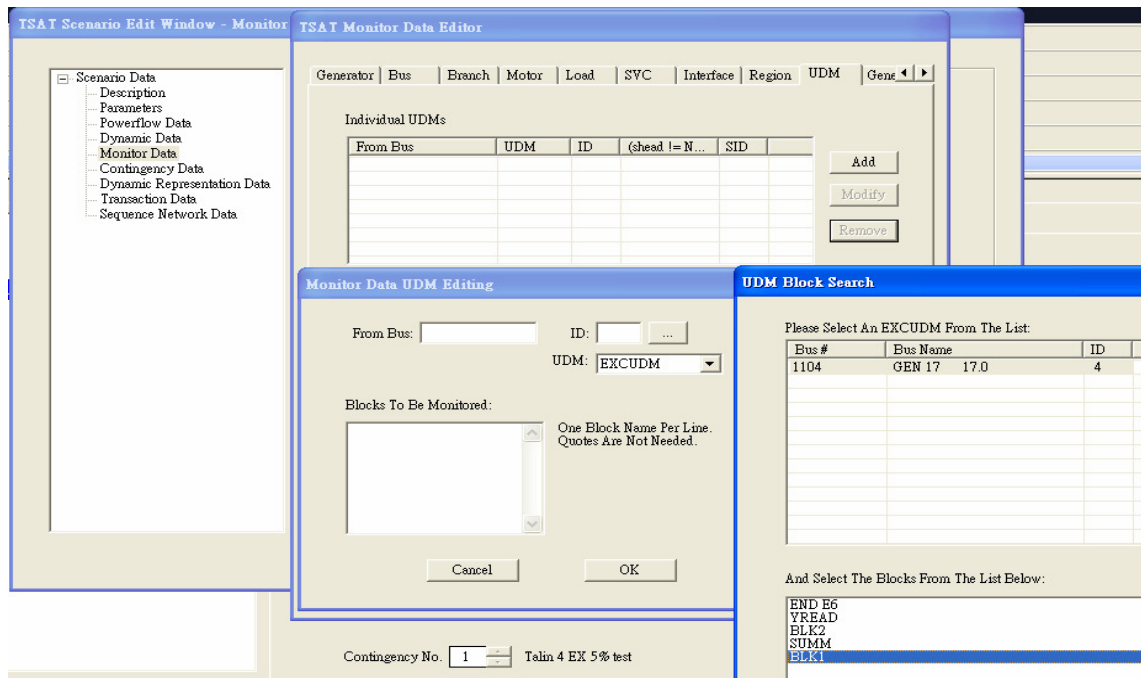 TSAT Scenario Edit Window - Monitor
Scenario Data
Description
Parameters
Powerflow Data
Dynamic Data
Monitor Data
Contingency Data
Dynamic Representation Data
Transaction Data
Sequence Network Data
TSAT Monitor Data Editor
Generator Bus Branch Motor Load SVC Interface Region UDM Gene
Individual UDMs
From Bus UDM ID (shead != N... SID
Add
Modify
Remove
Monitor Data UDM Editing
From Bus: ID: ...
UDM: EXCUDM
Blocks To Be Monitored:
One Block Name Per Line.
Quotes Are Not Needed.
Cancel OK
UDM Block Search
Please Select An EXCUDM From The List:
Bus # Bus Name ID
1104 GEN 17 17.0 4
And Select The Blocks From The List Below:
END E6
YREAD
BLK2
SUMM
BLK1
Contingency No. 1 Talin 4 EX 5% test